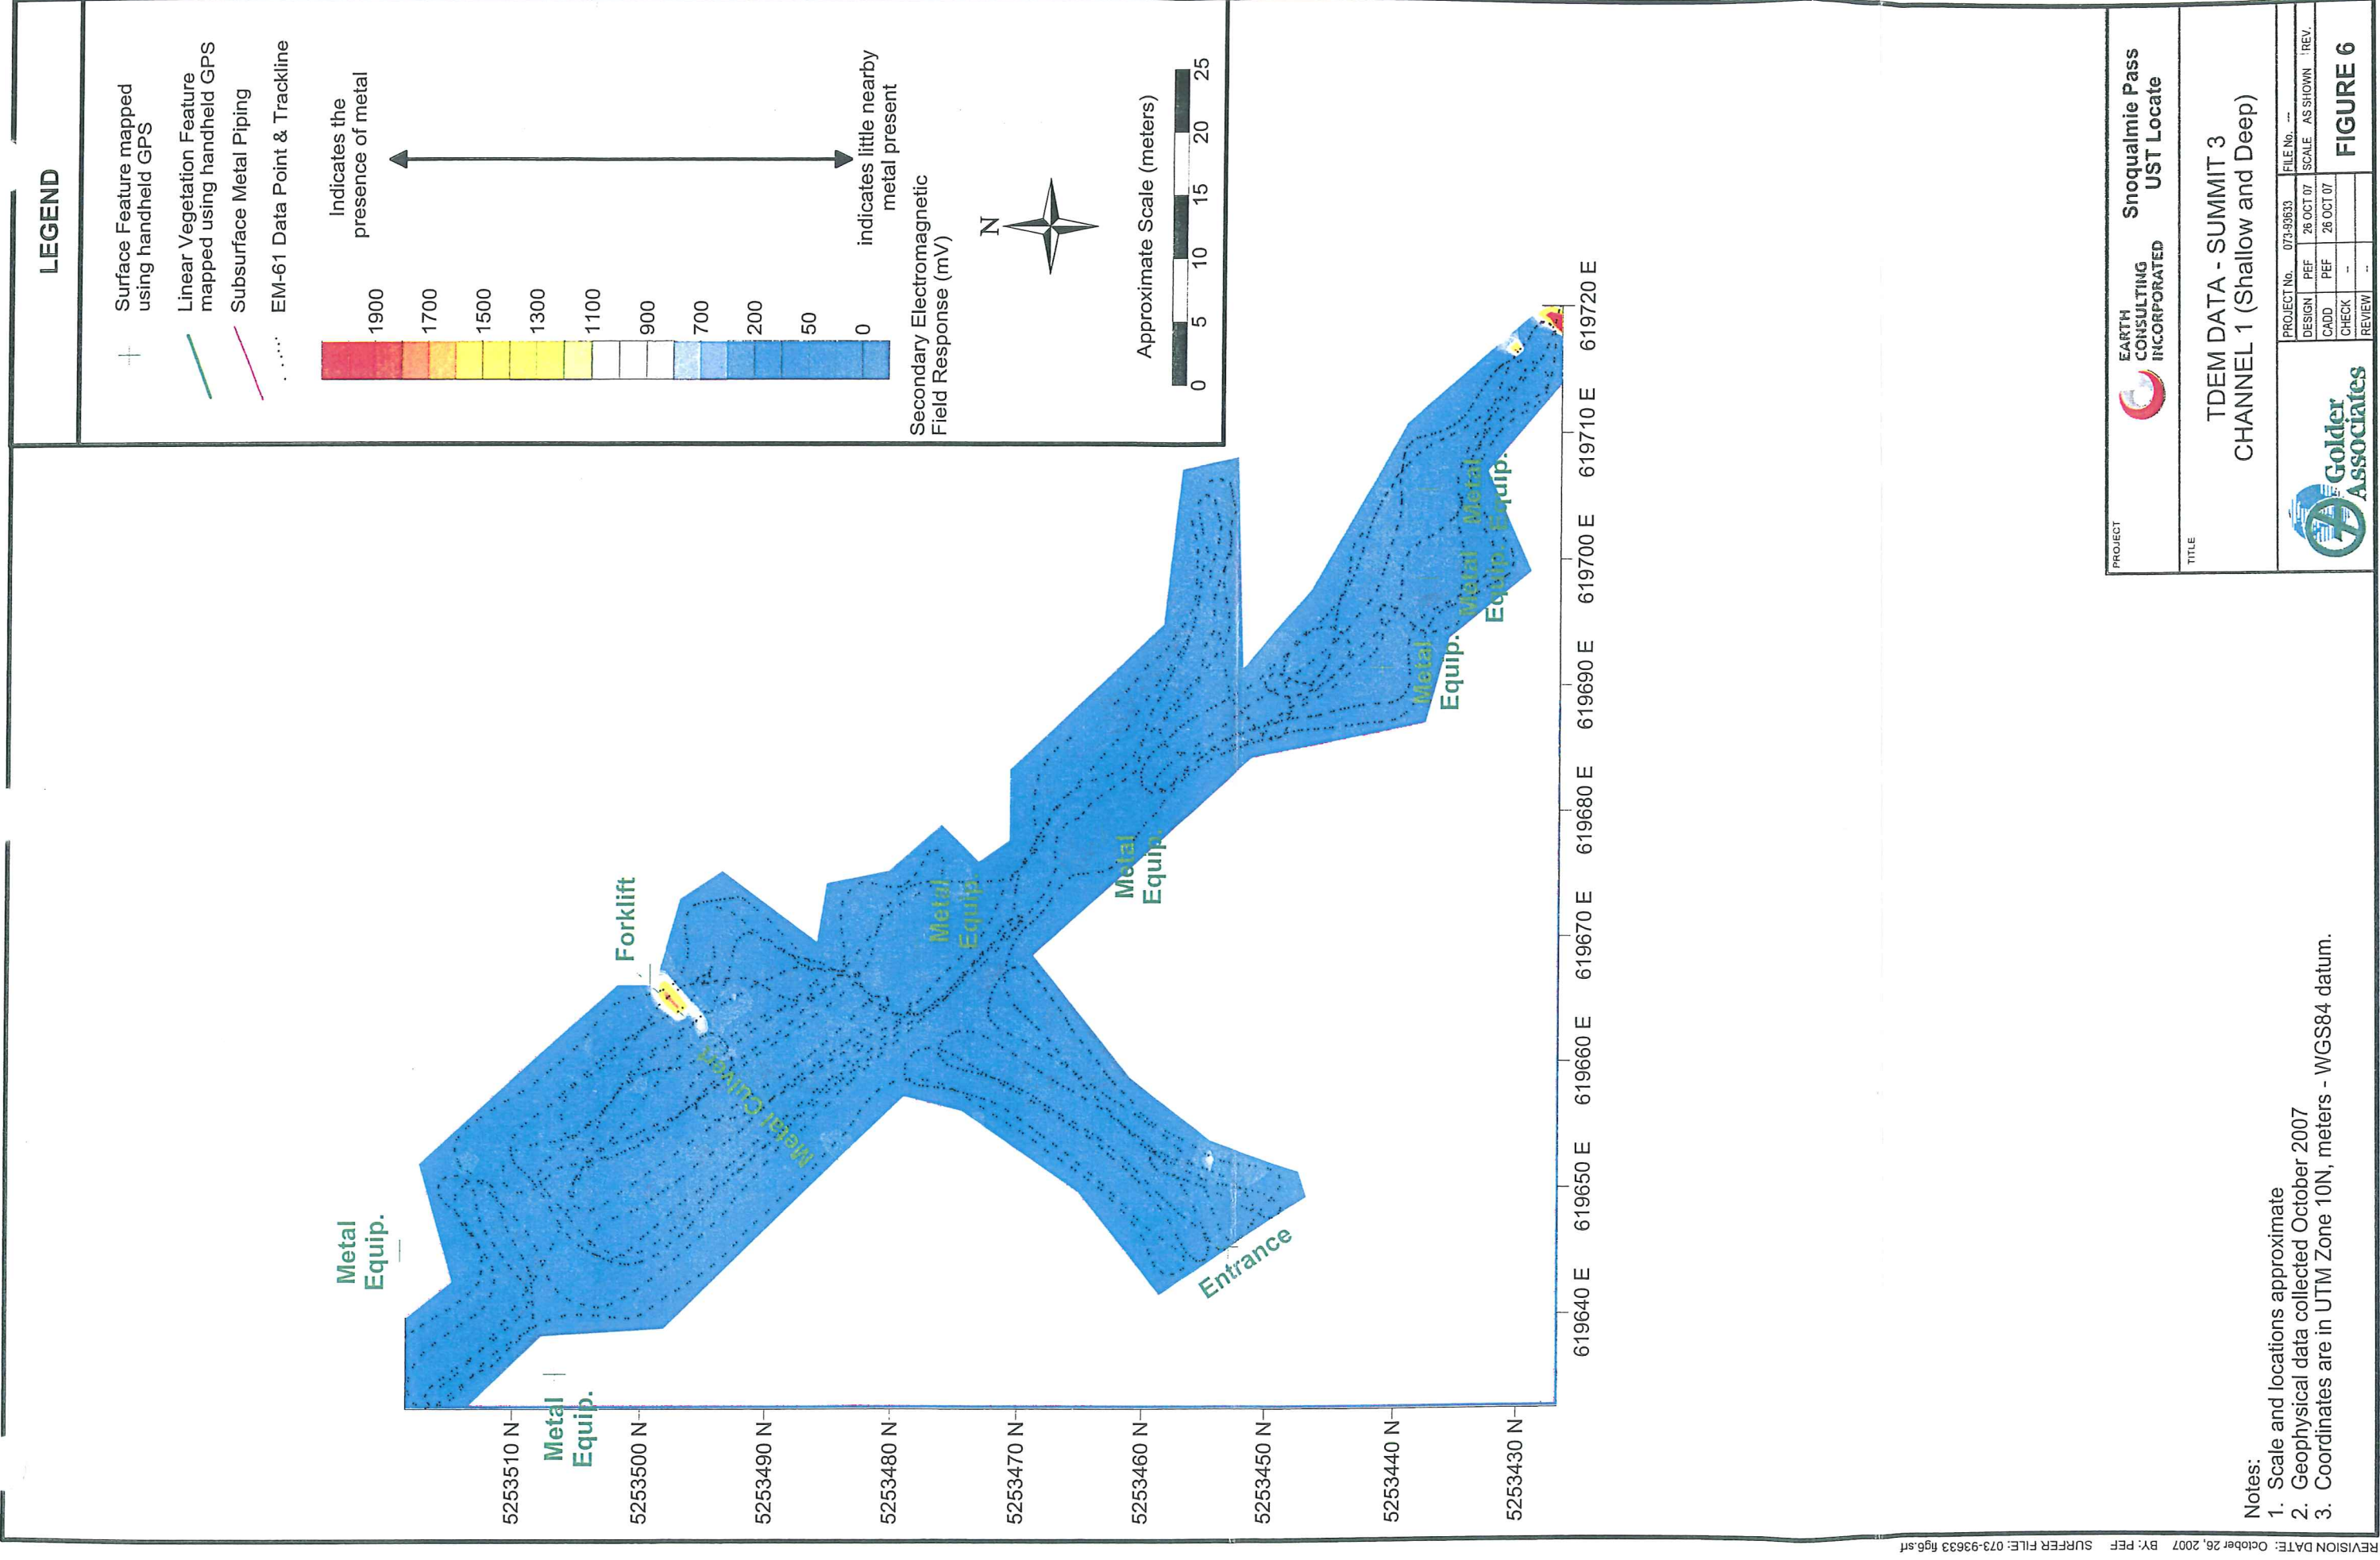 LEGEND
Surface Feature mapped
using handheld GPS
Linear Vegetation Feature
mapped using handheld GPS
Subsurface Metal Piping
EM-61 Data Point & Trackline
Indicates the
presence of metal
1900
1700
1500
1300
1100
900
700
200
50
0
indicates little nearby
metal present
Secondary Electromagnetic
Field Response (mV)
N
Approximate Scale (meters)
0 5 10 15 20 25
Metal
Equip.
Metal
Equip.
Forklift
Metal Culvert
Metal
Equip.
Metal
Equip.
Metal
Equip.
Metal
Equip.
Metal
Equip.
Entrance
5253510 N
5253500 N
5253490 N
5253480 N
5253470 N
5253460 N
5253450 N
5253440 N
5253430 N
619640 E
619650 E
619660 E
619670 E
619680 E
619690 E
619700 E
619710 E
619720 E
Notes:
1. Scale and locations approximate
2. Geophysical data collected October 2007
3. Coordinates are in UTM Zone 10N, meters - WGS84 datum.
PROJECT
EARTH
CONSULTING
INCORPORATED
Snoqualmie Pass
UST Locate
TITLE
TDEM DATA - SUMMIT 3
CHANNEL 1 (Shallow and Deep)
Golder
Associates
PROJECT No. 073-93633 FILE No. ---
DESIGN PEF 26 OCT 07 SCALE AS SHOWN REV.
CADD PEF 26 OCT 07
CHECK --
REVIEW --
FIGURE 6
REVISION DATE: October 26, 2007 BY: PEF SURFER FILE: 073-93633 fig6.srf